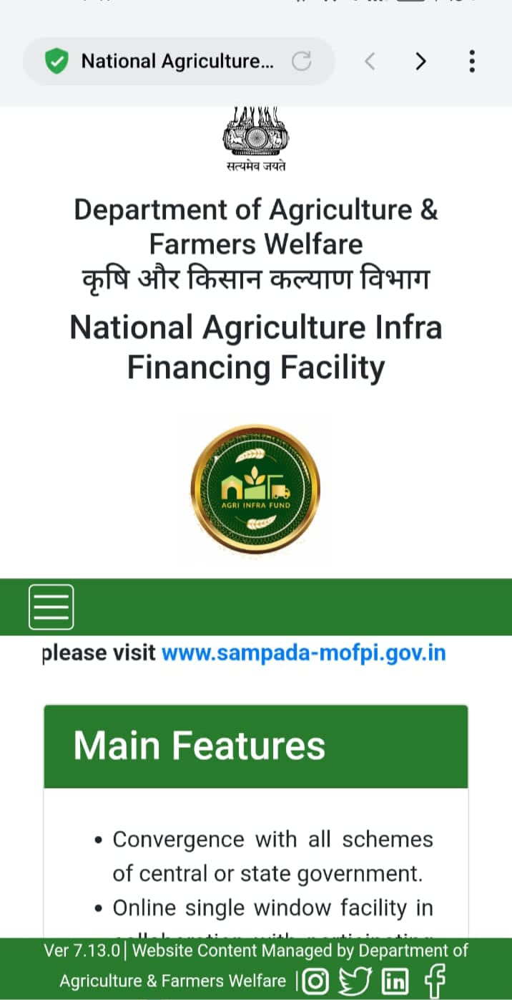 National Agriculture...
सत्यमेव जयते
Department of Agriculture &
Farmers Welfare
कृषि और किसान कल्याण विभाग
National Agriculture Infra
Financing Facility
AGRI INFRA FUND
please visit www.sampada-mofpi.gov.in
Main Features
• Convergence with all schemes
of central or state government.
• Online single window facility in
Ver 7.13.0| Website Content Managed by Department of
Agriculture & Farmers Welfare |